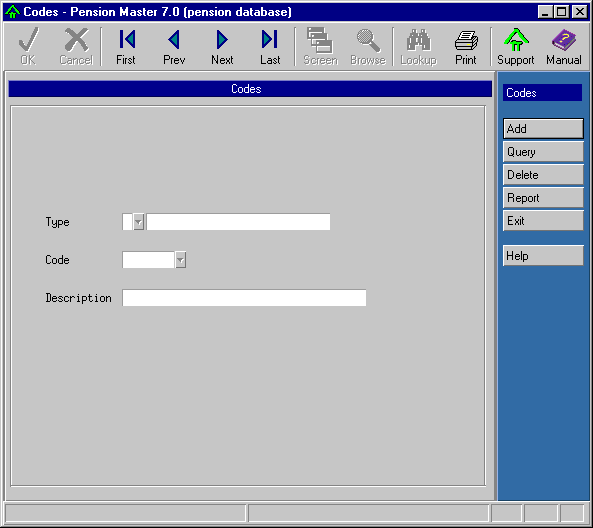 Codes - Pension Master 7.0 (pension database)
OK Cancel First Prev Next Last Screen Browse Lookup Print Support Manual
Codes
Codes
Add
Query
Delete
Report
Exit
Help
Type
Code
Description